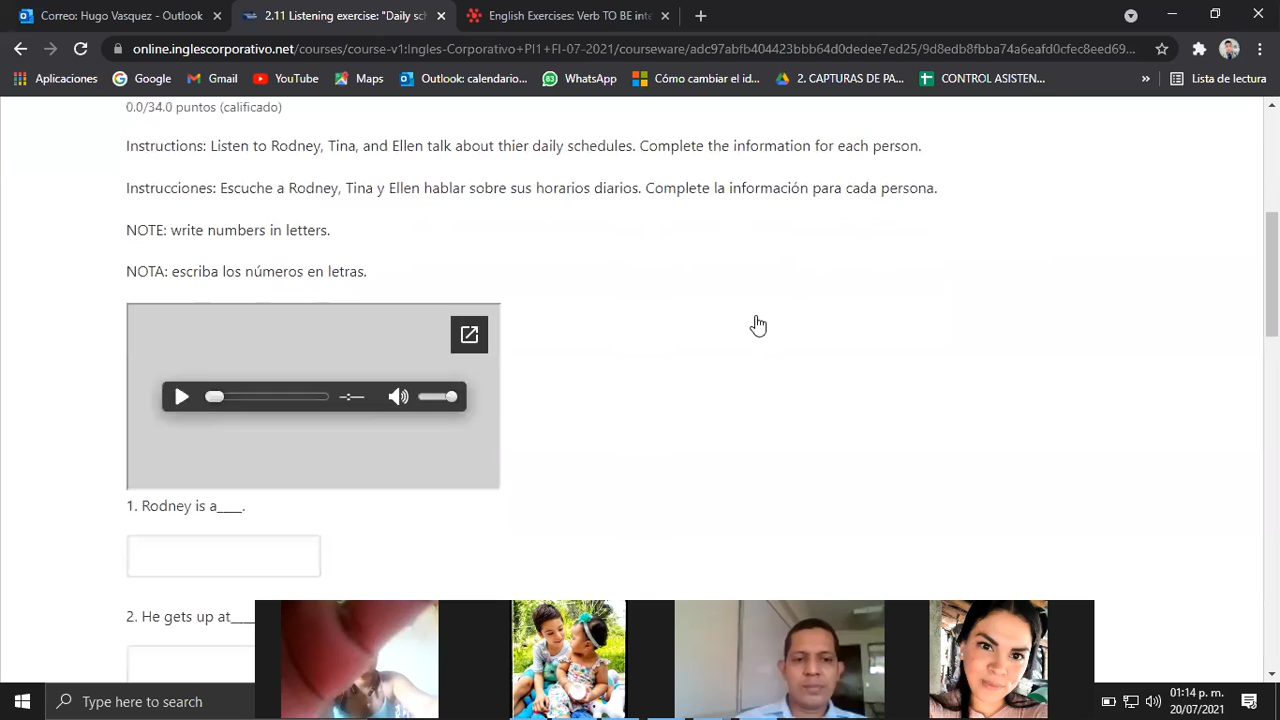 Correo: Hugo Vasquez - Outlook
2.11 Listening exercise: "Daily sc
English Exercises: Verb TO BE inte
online.inglescorporativo.net/courses/course-v1:Ingles-Corporativo+PI1+FI-07-2021/courseware/adc97abfb404423bbbb4d0dedee7ed25/9d8edb8fbba74a6eafd0cfec8eed69...
Aplicaciones
Google
Gmail
YouTube
Maps
Outlook: calendario...
WhatsApp
Cómo cambiar el id...
2. CAPTURAS DE PA...
CONTROL ASISTEN...
»
Lista de lectura
0.0/34.0 puntos (calificado)
Instructions: Listen to Rodney, Tina, and Ellen talk about thier daily schedules. Complete the information for each person.
Instrucciones: Escuche a Rodney, Tina y Ellen hablar sobre sus horarios diarios. Complete la información para cada persona.
NOTE: write numbers in letters.
NOTA: escriba los números en letras.
1. Rodney is a____.
2. He gets up at__
Type here to search
01:14 p. m.
20/07/2021